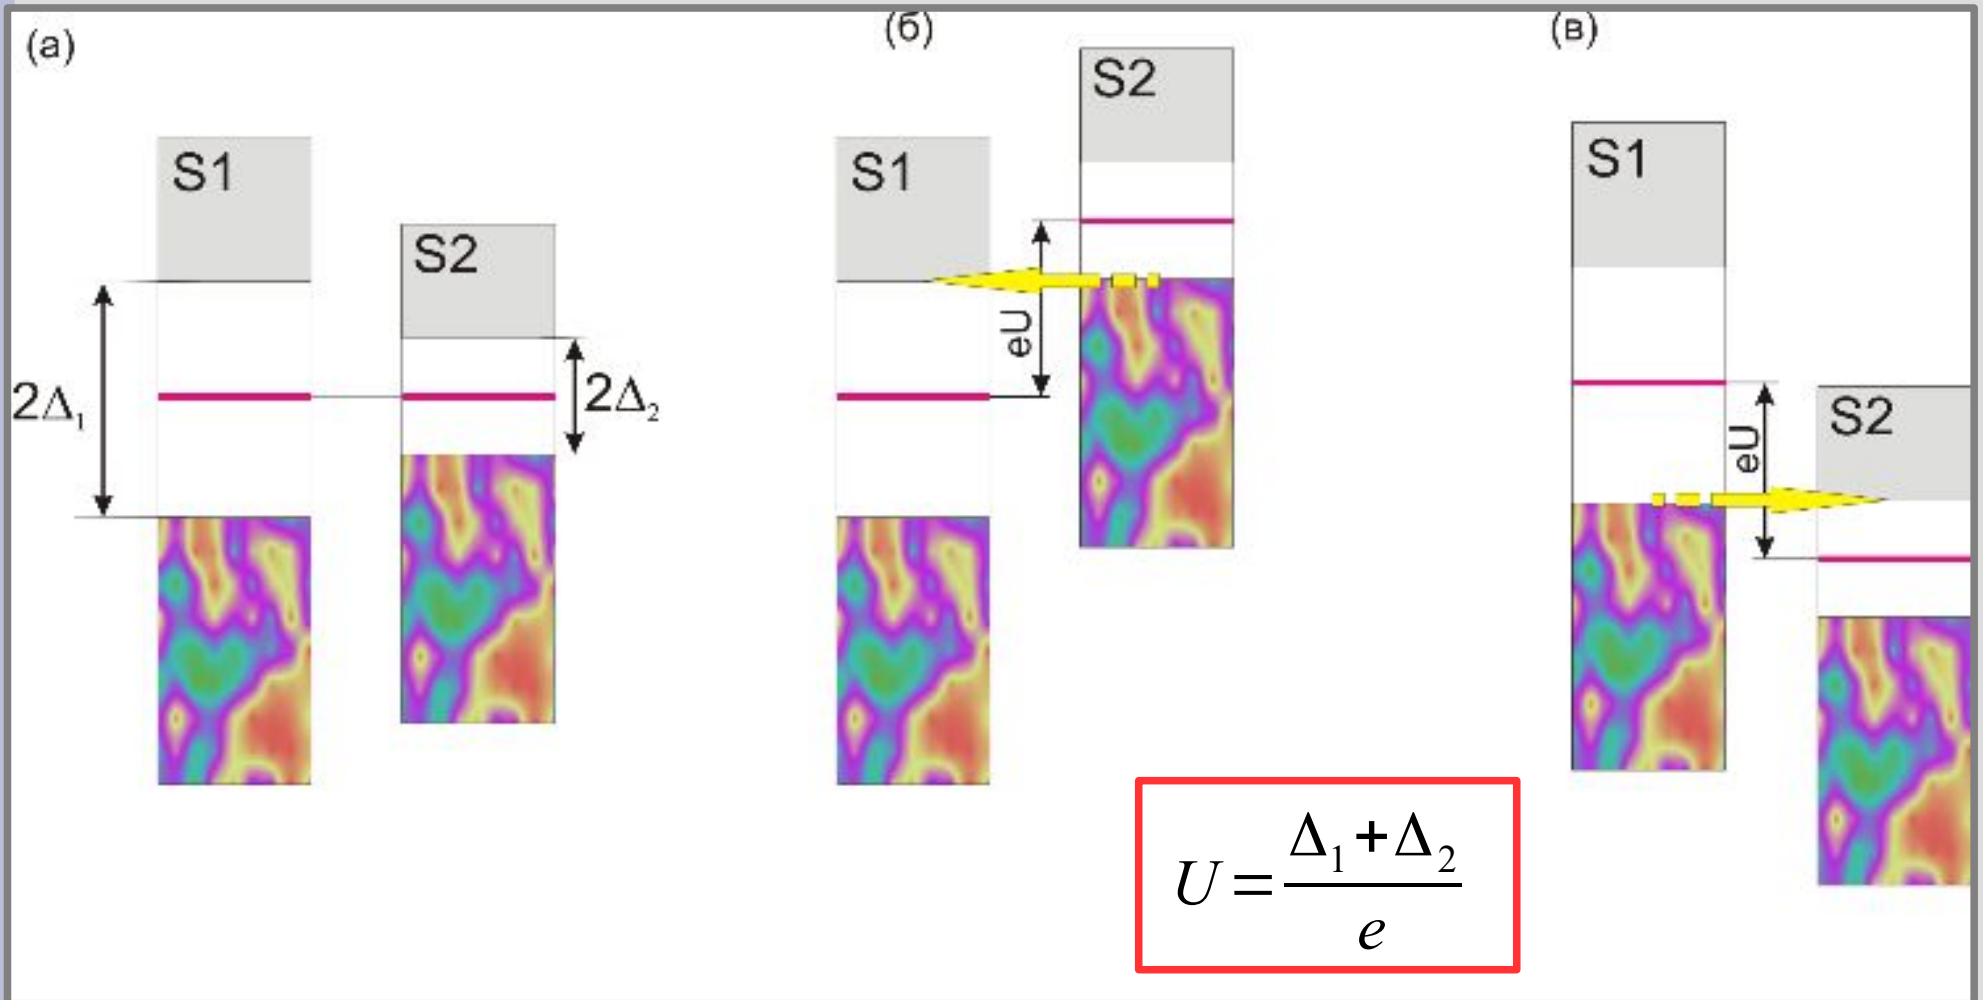 (а)
(б)
(в)
S1
S2
2Δ₁
2Δ₂
S1
S2
eU
S1
S2
eU
U = (Δ₁ + Δ₂) / e